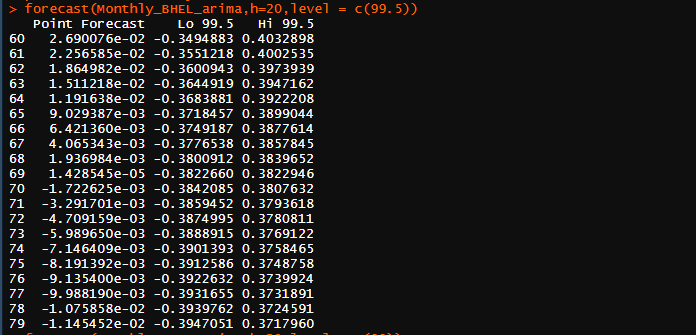 > forecast(Monthly_BHEL_arima,h=20,level = c(99.5))
Point Forecast Lo 99.5 Hi 99.5
60 2.690076e-02 -0.3494883 0.4032898
61 2.256585e-02 -0.3551218 0.4002535
62 1.864982e-02 -0.3600943 0.3973939
63 1.511218e-02 -0.3644919 0.3947162
64 1.191638e-02 -0.3683881 0.3922208
65 9.029387e-03 -0.3718457 0.3899044
66 6.421360e-03 -0.3749187 0.3877614
67 4.065343e-03 -0.3776538 0.3857845
68 1.936984e-03 -0.3800912 0.3839652
69 1.428545e-05 -0.3822660 0.3822946
70 -1.722625e-03 -0.3842085 0.3807632
71 -3.291701e-03 -0.3859452 0.3793618
72 -4.709159e-03 -0.3874995 0.3780811
73 -5.989650e-03 -0.3888915 0.3769122
74 -7.146409e-03 -0.3901393 0.3758465
75 -8.191392e-03 -0.3912586 0.3748758
76 -9.135400e-03 -0.3922632 0.3739924
77 -9.988190e-03 -0.3931655 0.3731891
78 -1.075858e-02 -0.3939762 0.3724591
79 -1.145452e-02 -0.3947051 0.3717960